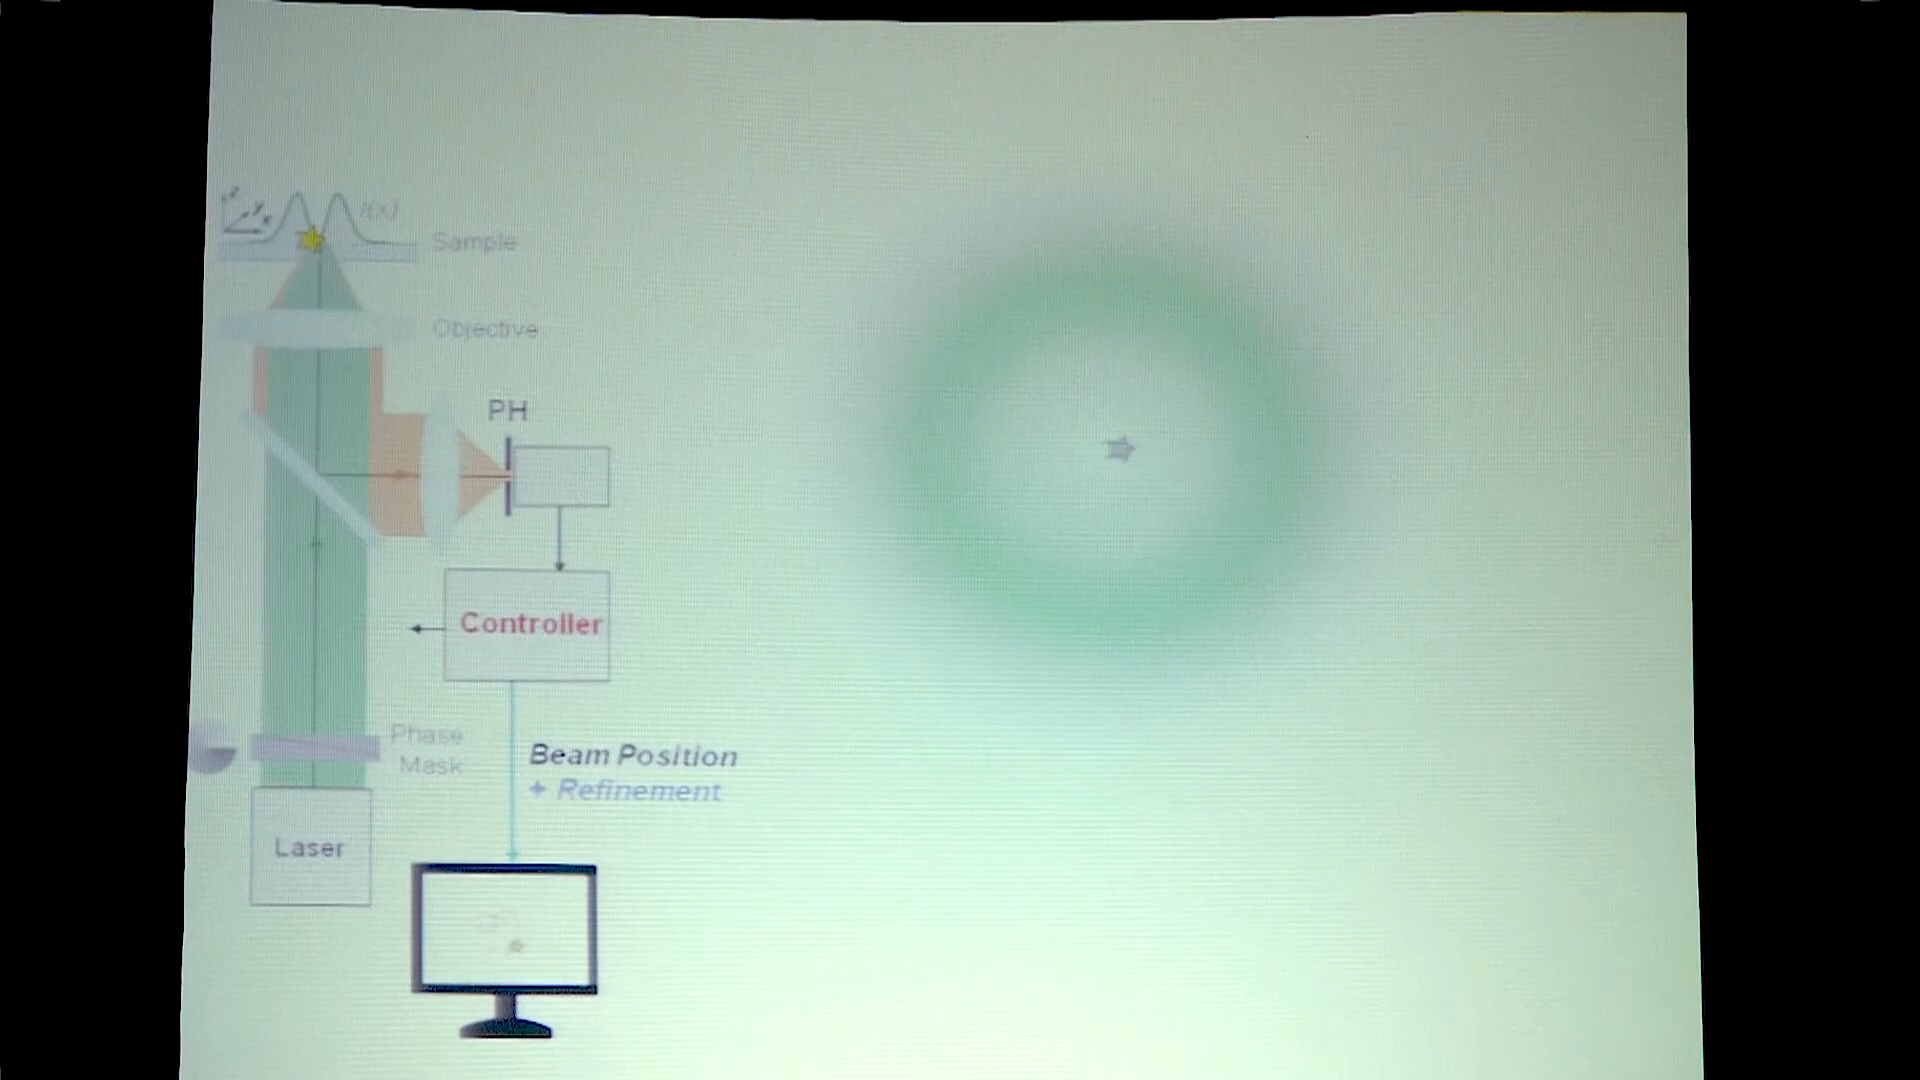 z
y
x
I(x)
Sample
Objective
PH
Controller
Phase
Mask
Beam Position
+ Refinement
Laser